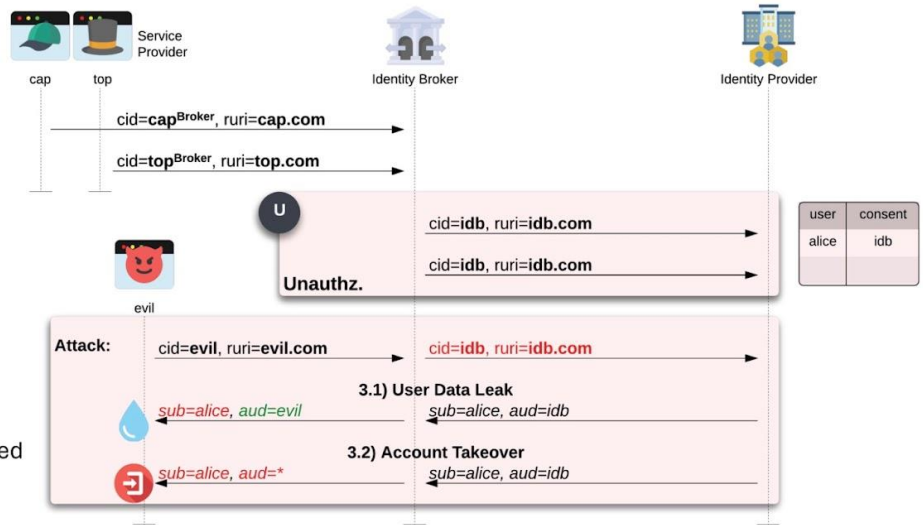 Service
Provider
cap
top
Identity Broker
Identity Provider
cid=capBroker, ruri=cap.com
cid=topBroker, ruri=top.com
U
cid=idb, ruri=idb.com
cid=idb, ruri=idb.com
Unauthz.
user consent
alice idb
evil
Attack:
cid=evil, ruri=evil.com
cid=idb, ruri=idb.com
3.1) User Data Leak
sub=alice, aud=evil
sub=alice, aud=idb
ed
3.2) Account Takeover
sub=alice, aud=*
sub=alice, aud=idb